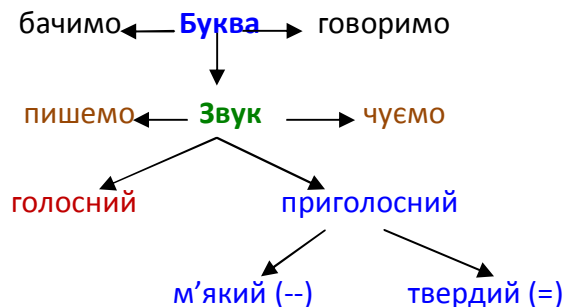 бачимо Буква говоримо
пишемо Звук чуємо
голосний приголосний
м’який (--) твердий (=)